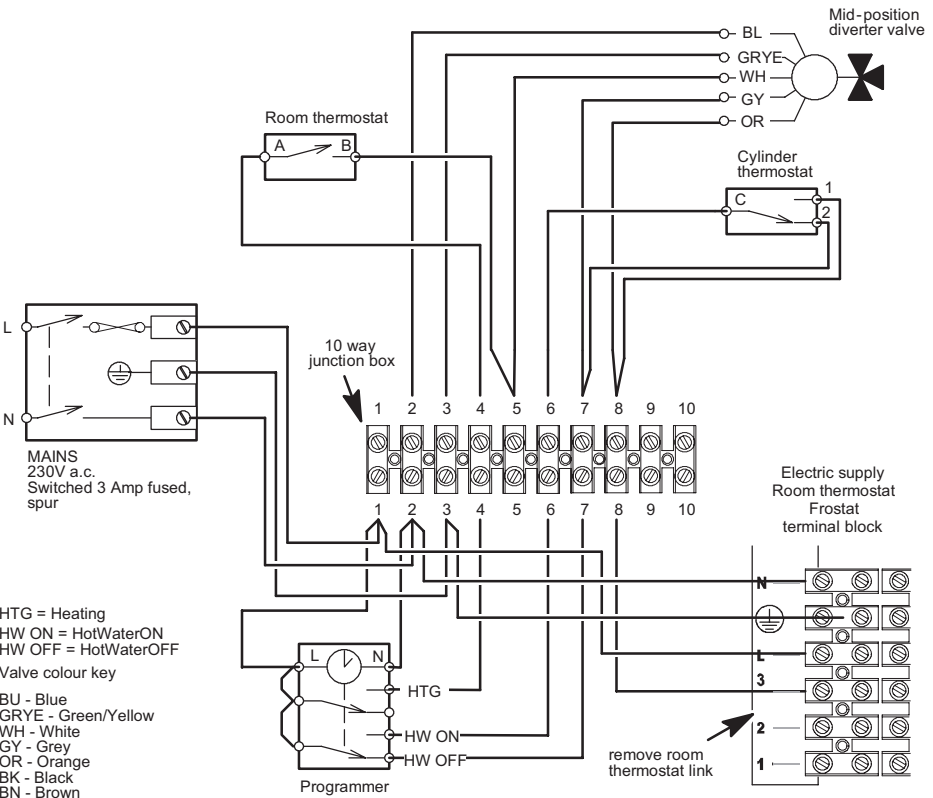 Mid-position
diverter valve
BL
GRYE
WH
GY
OR
Room thermostat
A B
Cylinder
thermostat
C
1
2
L
N
MAINS
230V a.c.
Switched 3 Amp fused,
spur
10 way
junction box
1 2 3 4 5 6 7 8 9 10
1 2 3 4 5 6 7 8 9 10
Electric supply
Room thermostat
Frostat
terminal block
N
L
3
2
1
remove room
thermostat link
HTG = Heating
HW ON = HotWaterON
HW OFF = HotWaterOFF
Valve colour key
BU - Blue
GRYE - Green/Yellow
WH - White
GY - Grey
OR - Orange
BK - Black
BN - Brown
L N
HTG
HW ON
HW OFF
Programmer